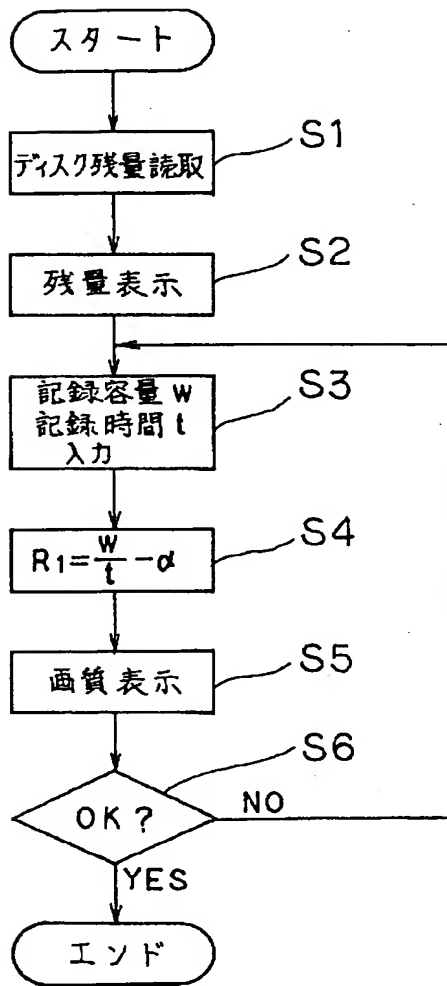 スタート
ディスク残量読取
S1
残量表示
S2
記録容量 W
記録時間 t
入力
S3
R1=W/t-α
S4
画質表示
S5
S6
OK?
NO
YES
エンド